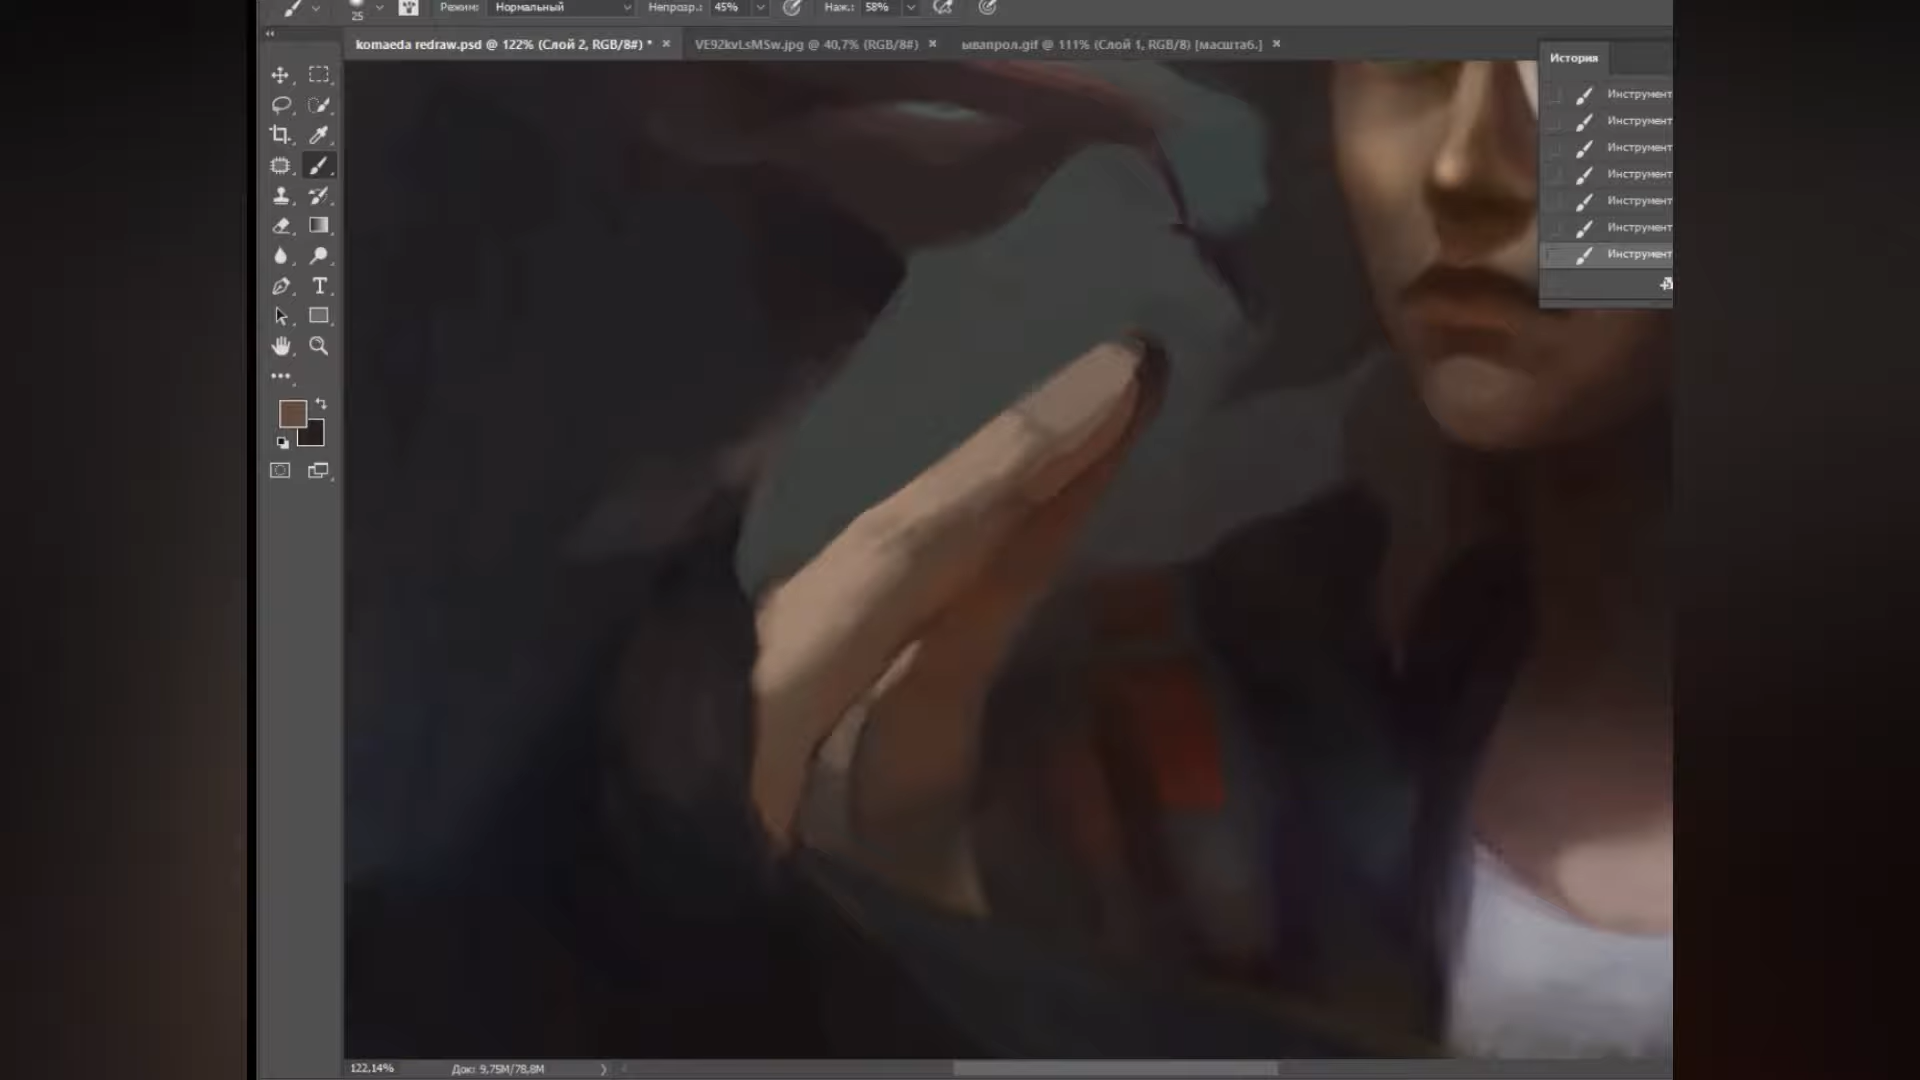 25 Режим: Нормальный Непрозр.: 45% Наж.: 58%
komaeda redraw.psd @ 122% (Слой 2, RGB/8#) * × VE92kvLsMSw.jpg @ 40,7% (RGB/8#) × ывапрол.gif @ 111% (Слой 1, RGB/8) [масштаб.] ×
История
Инструмент
Инструмент
Инструмент
Инструмент
Инструмент
Инструмент
Инструмент
122,14% Док: 9,75M/78,8M